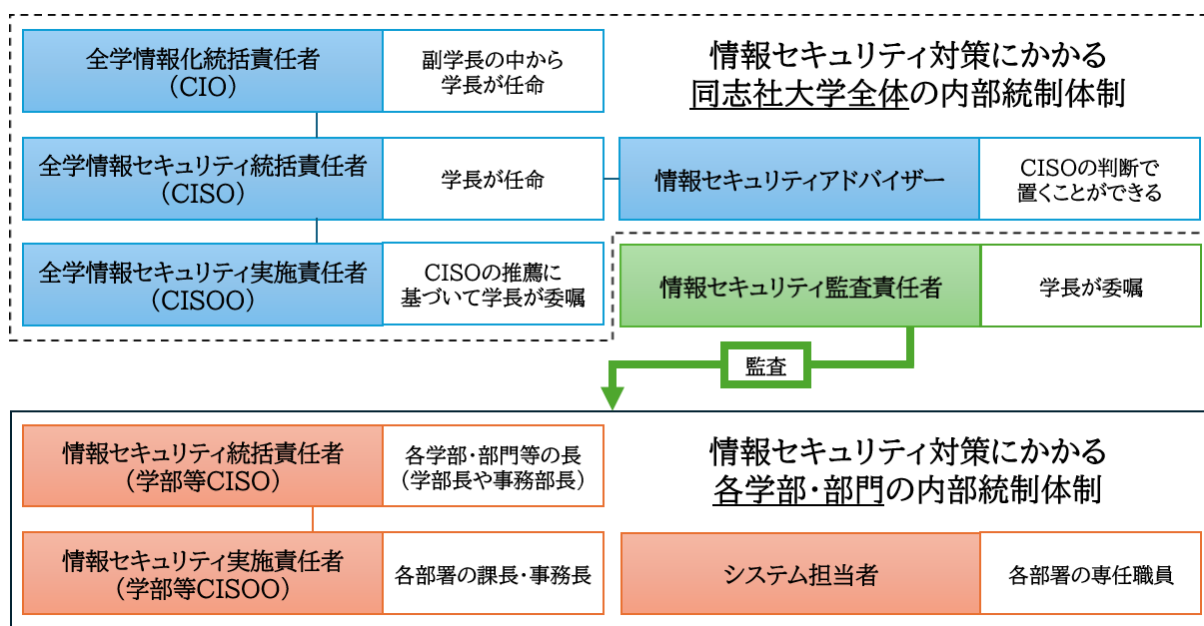 全学情報化統括責任者
(CIO)
副学長の中から
学長が任命
情報セキュリティ対策にかかる
同志社大学全体の内部統制体制
全学情報セキュリティ統括責任者
(CISO)
学長が任命
情報セキュリティアドバイザー
CISOの判断で
置くことができる
全学情報セキュリティ実施責任者
(CISOO)
CISOの推薦に
基づいて学長が委嘱
情報セキュリティ監査責任者
学長が委嘱
監査
情報セキュリティ統括責任者
(学部等CISO)
各学部・部門等の長
(学部長や事務部長)
情報セキュリティ対策にかかる
各学部・部門の内部統制体制
情報セキュリティ実施責任者
(学部等CISOO)
各部署の課長・事務長
システム担当者
各部署の専任職員